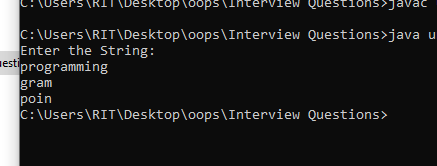 C:\Users\RIT\Desktop\oops\Interview Questions>javac
C:\Users\RIT\Desktop\oops\Interview Questions>java u
Enter the String:
programming
gram
poin
C:\Users\RIT\Desktop\oops\Interview Questions>